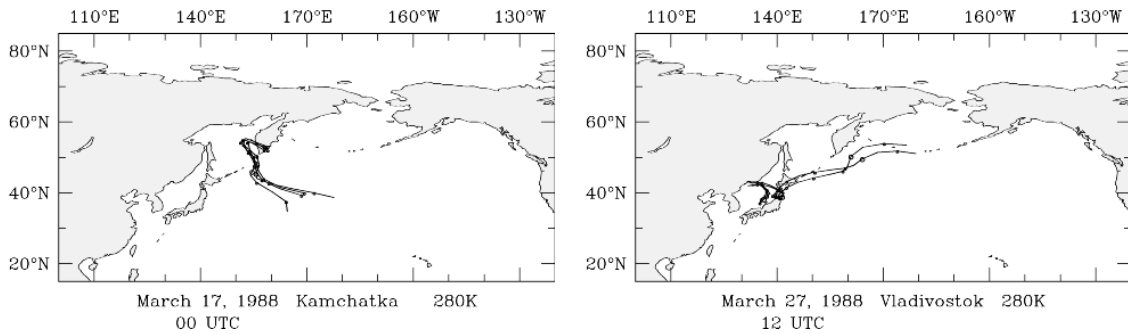 110°E 140°E 170°E 160°W 130°W
80°N
60°N
40°N
20°N
March 17, 1988 Kamchatka 280K
00 UTC
110°E 140°E 170°E 160°W 130°W
80°N
60°N
40°N
20°N
March 27, 1988 Vladivostok 280K
12 UTC